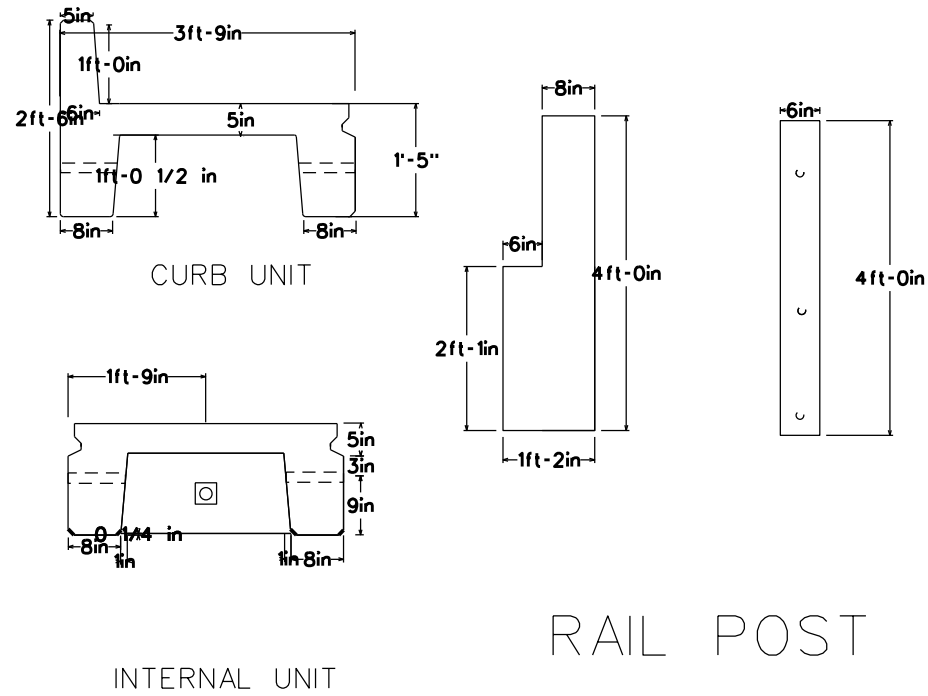 5in
3ft-9in
1ft-0in
2ft-6in
6in
5in
1'-5"
1ft-0 1/2 in
8in
8in
CURB UNIT
8in
6in
4ft-0in
2ft-1in
1ft-2in
6in
4ft-0in
1ft-9in
5in
3in
9in
0 1/4 in
8in
1in
1in
8in
INTERNAL UNIT
RAIL POST